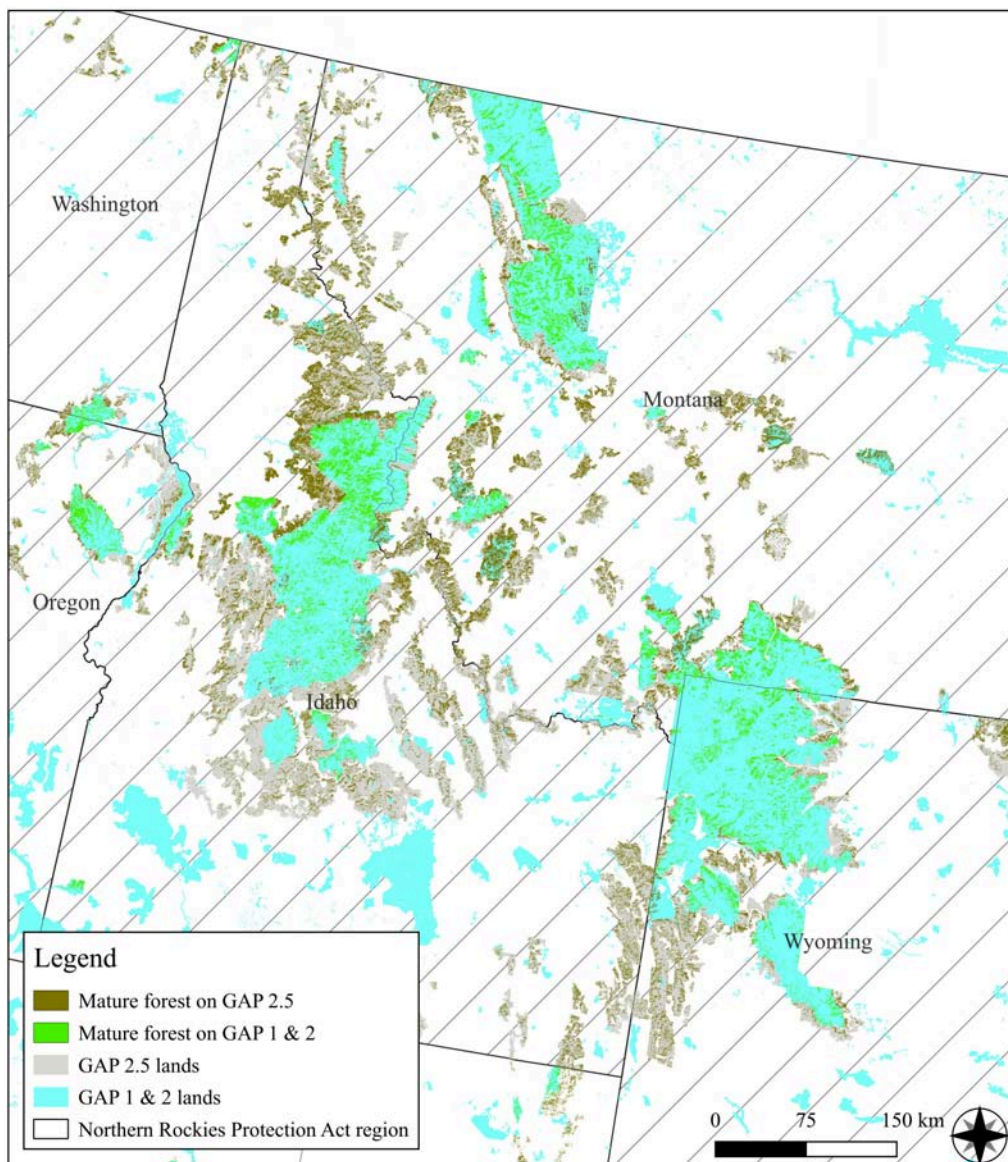 Washington
Montana
Oregon
Idaho
Wyoming
Legend
Mature forest on GAP 2.5
Mature forest on GAP 1 & 2
GAP 2.5 lands
GAP 1 & 2 lands
Northern Rockies Protection Act region
0 75 150 km